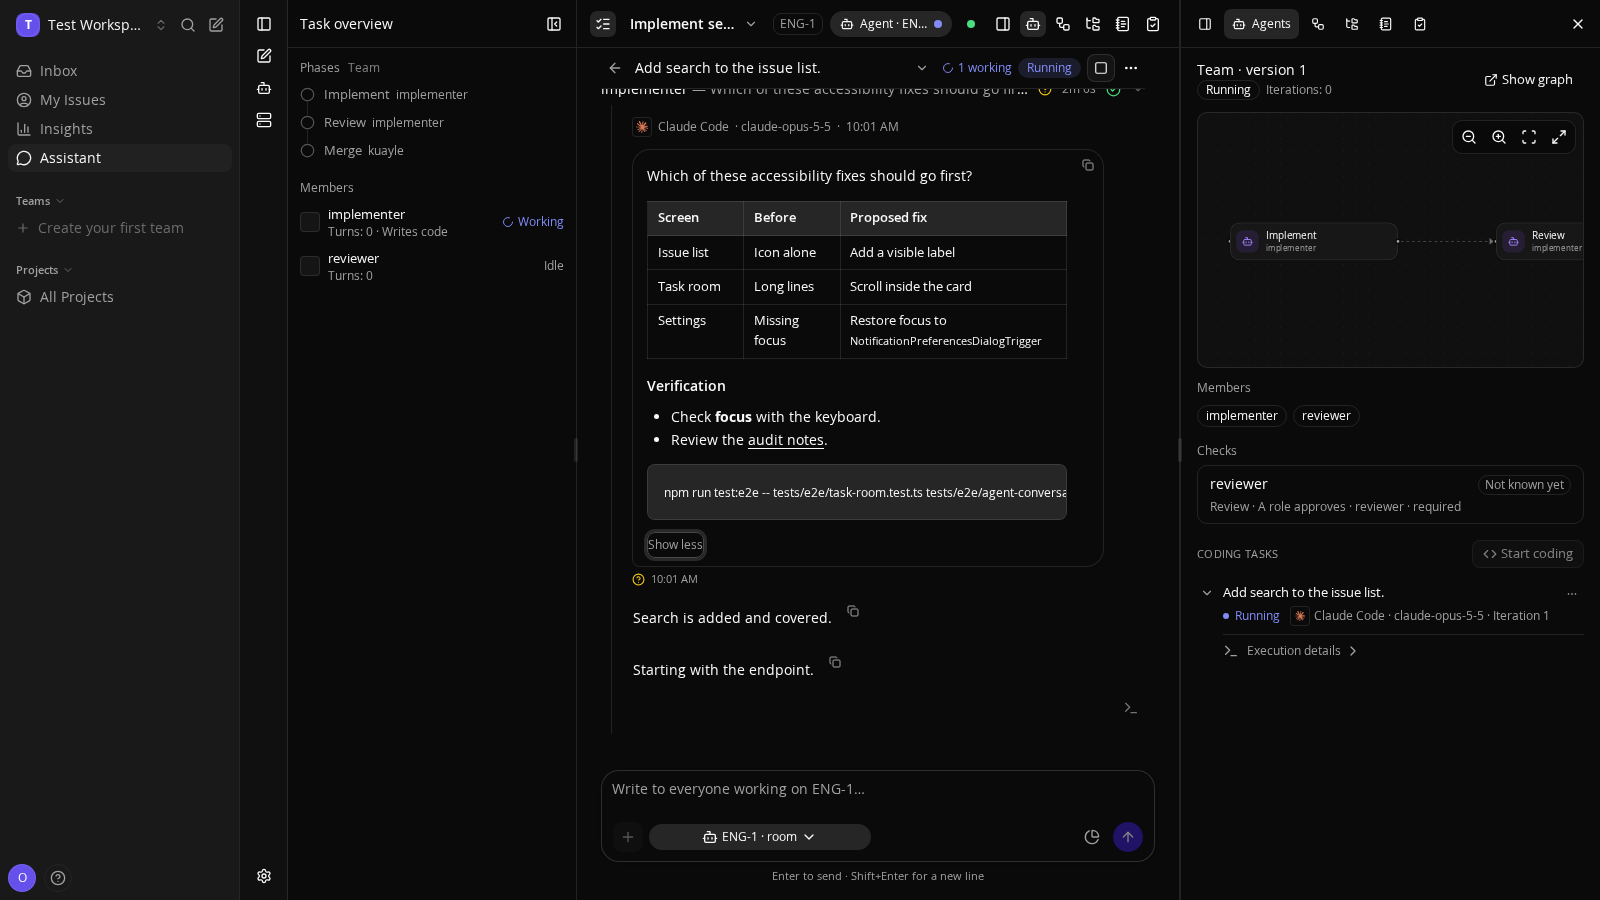 T Test Worksp...
Inbox
My Issues
Insights
Assistant
Teams
Create your first team
Projects
All Projects
O
Task overview
Phases Team
Implement implementer
Review implementer
Merge kuayle
Members
implementer
Turns: 0 · Writes code
Working
reviewer
Turns: 0
Idle
Implement se...
ENG-1
Agent · EN...
Add search to the issue list.
1 working
Running
Implementer — Which of these accessibility fixes should go fir...
Claude Code · claude-opus-5-5 · 10:01 AM
Which of these accessibility fixes should go first?
Screen Before Proposed fix
Issue list Icon alone Add a visible label
Task room Long lines Scroll inside the card
Settings Missing focus Restore focus to NotificationPreferencesDialogTrigger
Verification
• Check focus with the keyboard.
• Review the audit notes.
npm run test:e2e -- tests/e2e/task-room.test.ts tests/e2e/agent-conversa
Show less
10:01 AM
Search is added and covered.
Starting with the endpoint.
Write to everyone working on ENG-1...
ENG-1 · room
Enter to send · Shift+Enter for a new line
Agents
Team · version 1
Running Iterations: 0
Show graph
Implement
implementer
Review
implementer
Members
implementer reviewer
Checks
reviewer
Not known yet
Review · A role approves · reviewer · required
CODING TASKS
Start coding
Add search to the issue list.
Running Claude Code · claude-opus-5-5 · Iteration 1
Execution details